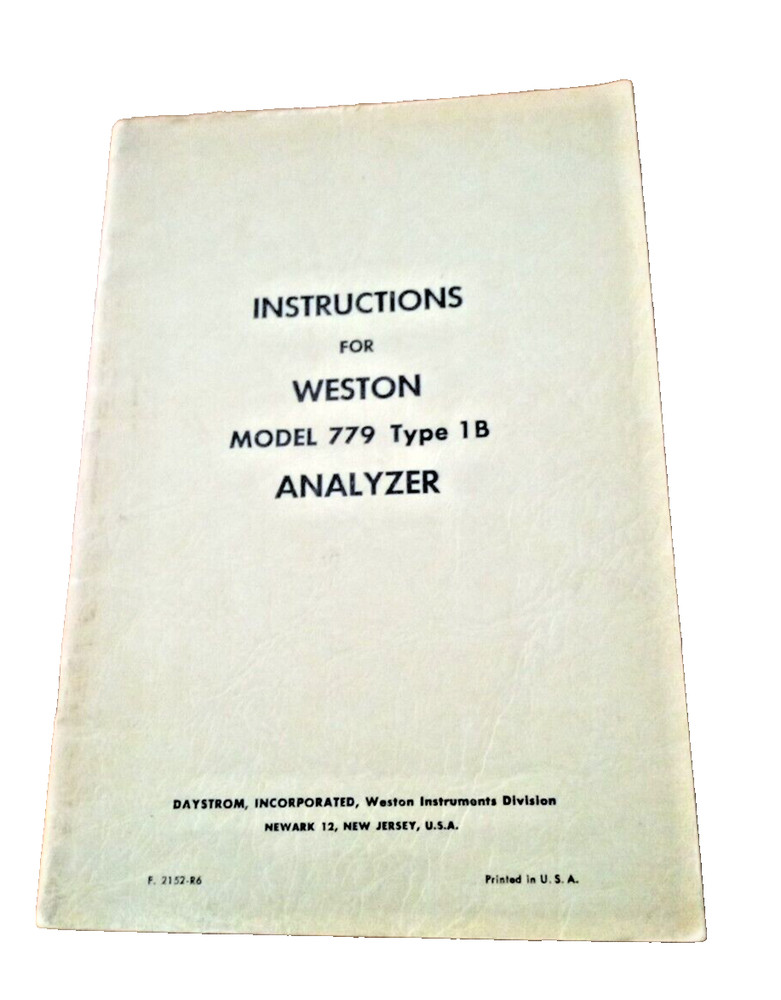 INSTRUCTIONS
FOR
WESTON
MODEL 779 Type 1B
ANALYZER
DAYSTROM, INCORPORATED, Weston Instruments Division
NEWARK 12, NEW JERSEY, U.S.A.
F. 2152-R6 Printed in U. S. A.